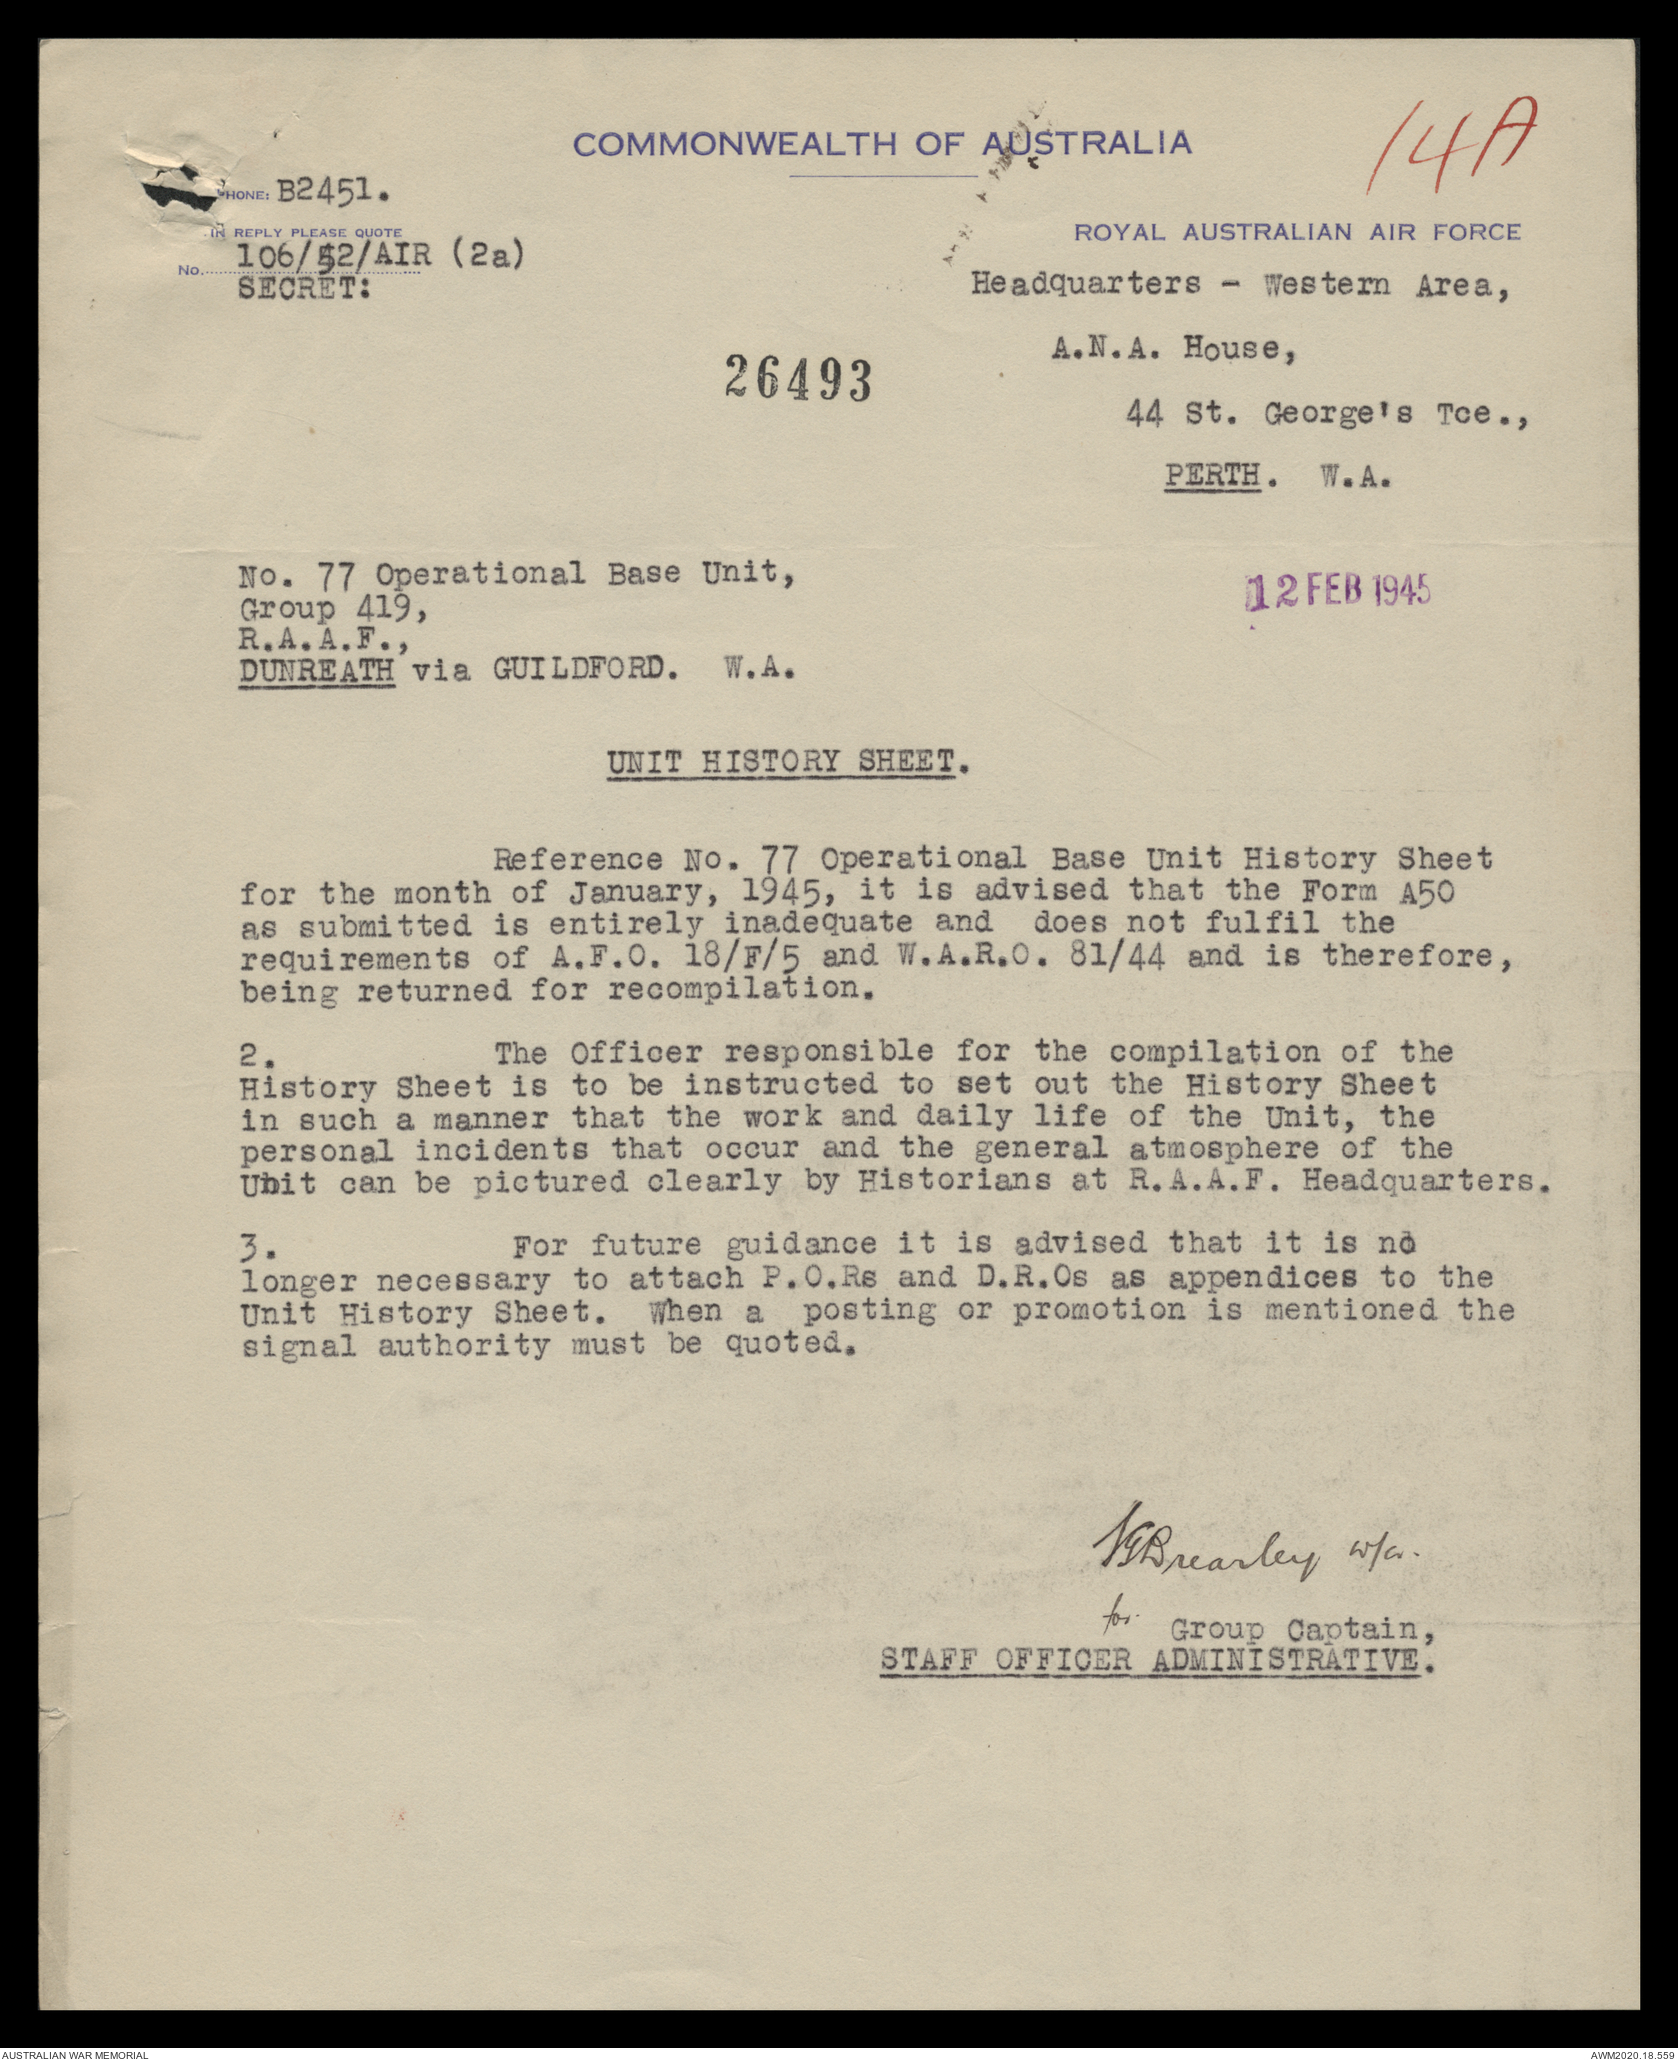 14A
COMMONWEALTH OF AUSTRALIA
PHONE: B2451.
IN REPLY PLEASE QUOTE
No. 106/52/AIR (2a)
SECRET:
ROYAL AUSTRALIAN AIR FORCE
Headquarters - Western Area,
A.N.A. House,
44 St. George's Tce.,
PERTH. W.A.
26493
12 FEB 1945
No. 77 Operational Base Unit,
Group 419,
R.A.A.F.,
DUNREATH via GUILDFORD. W.A.
UNIT HISTORY SHEET.
Reference No. 77 Operational Base Unit History Sheet
for the month of January, 1945, it is advised that the Form A50
as submitted is entirely inadequate and does not fulfil the
requirements of A.F.O. 18/F/5 and W.A.R.O. 81/44 and is therefore,
being returned for recompilation.
2. The Officer responsible for the compilation of the
History Sheet is to be instructed to set out the History Sheet
in such a manner that the work and daily life of the Unit, the
personal incidents that occur and the general atmosphere of the
Unit can be pictured clearly by Historians at R.A.A.F. Headquarters.
3. For future guidance it is advised that it is no
longer necessary to attach P.O.Rs and D.R.Os as appendices to the
Unit History Sheet. When a posting or promotion is mentioned the
signal authority must be quoted.
Brearley
for Group Captain,
STAFF OFFICER ADMINISTRATIVE.
AUSTRALIAN WAR MEMORIAL
AWM2020.18.559